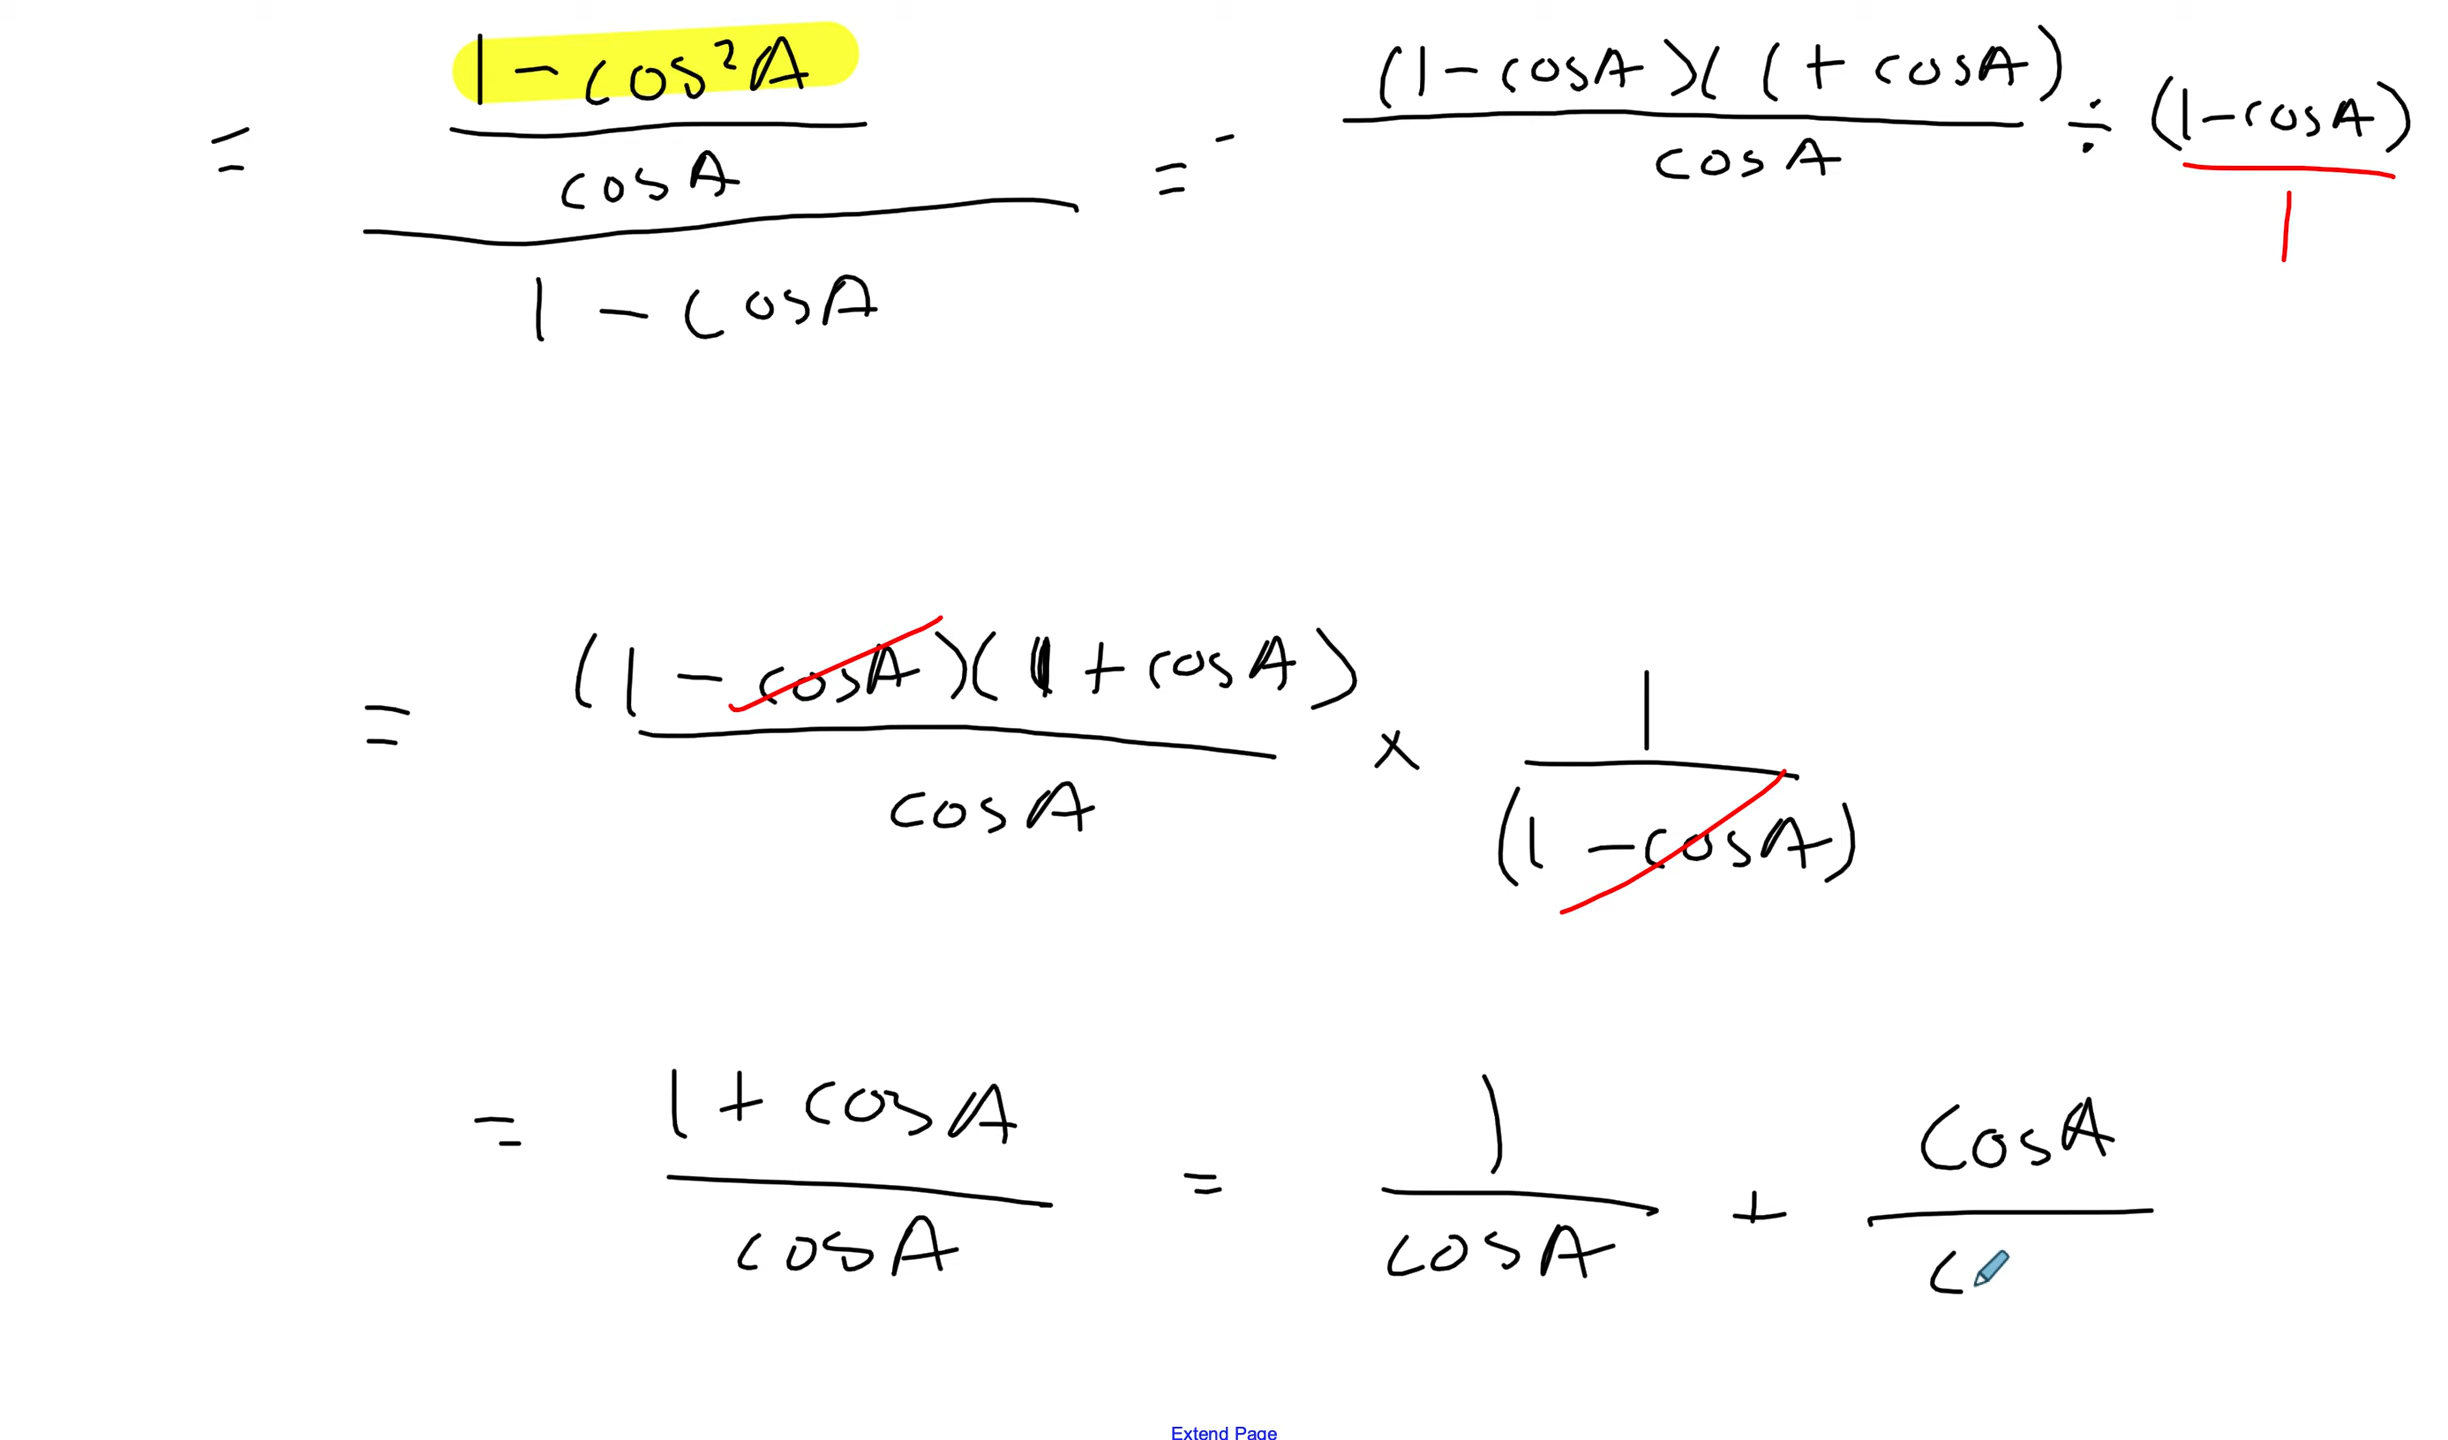 = (1 - cos²A / cosA) / (1 - cosA) = (1 - cosA)(1 + cosA) / cosA ÷ (1 - cosA) / 1
= (1 - cosA)(1 + cosA) / cosA × 1 / (1 - cosA)
= 1 + cosA / cosA = 1 / cosA + cosA / c
Extend Page